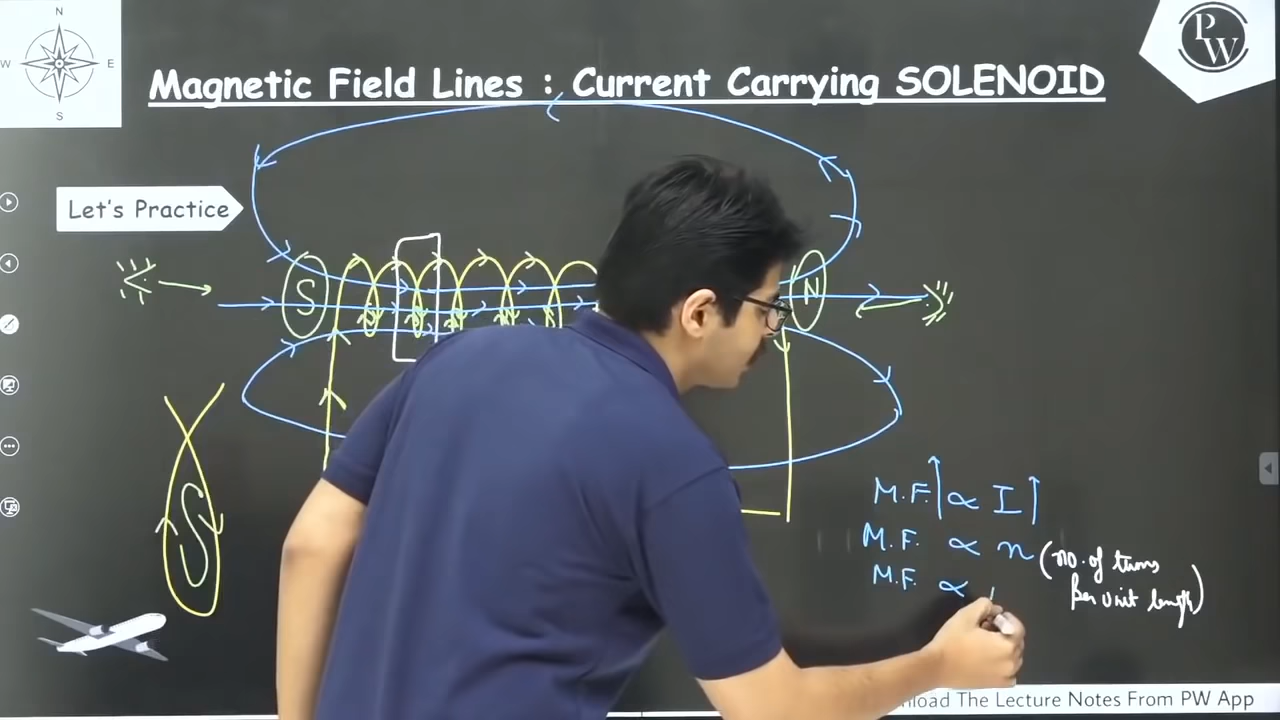 N
W E
S
PW
Magnetic Field Lines : Current Carrying SOLENOID
Let's Practice
S
N
S
M.F. ∝ I
M.F. ∝ n (no. of turns
Per Unit length)
M.F. ∝
The Lecture Notes From PW App